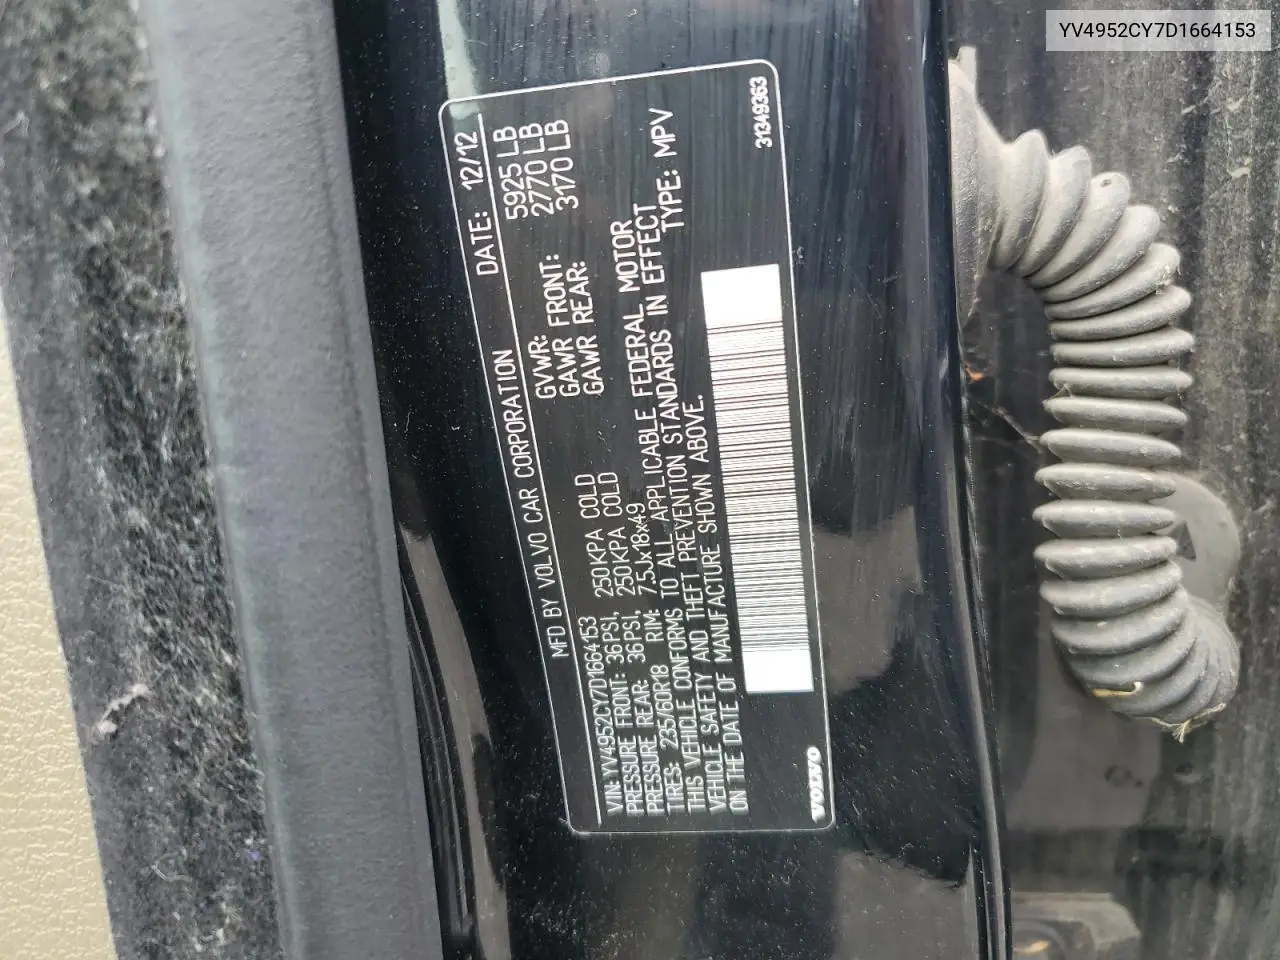 YV4952CY7D1664153
MFD BY VOLVO CAR CORPORATION DATE: 12/12
GVWR: 5925 LB
GAWR FRONT: 2770 LB
GAWR REAR: 3170 LB
VIN: YV4952CY7D1664153
PRESSURE FRONT: 36PSI, 250KPA COLD
PRESSURE REAR: 36PSI, 250KPA COLD
TIRES: 235/60R18 RIM: 7.5Jx18x49
THIS VEHICLE CONFORMS TO ALL APPLICABLE FEDERAL MOTOR
VEHICLE SAFETY AND THEFT PREVENTION STANDARDS IN EFFECT
ON THE DATE OF MANUFACTURE SHOWN ABOVE. TYPE: MPV
VOLVO 31349363